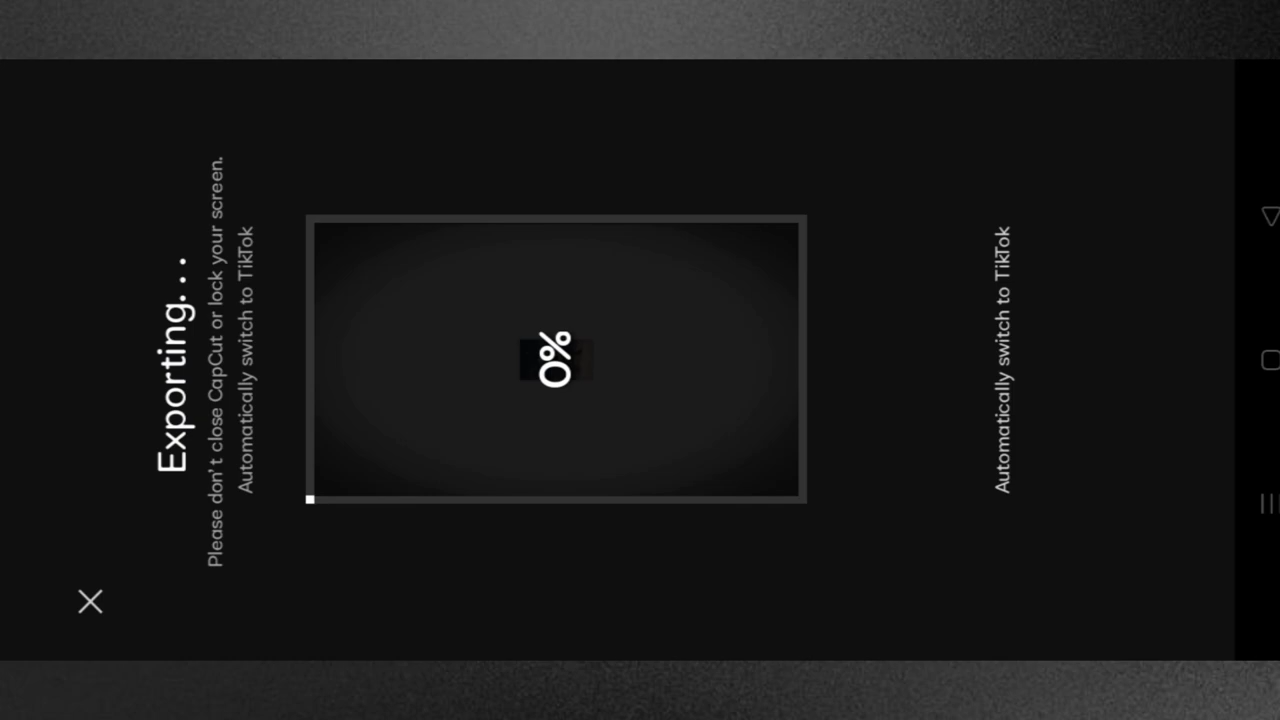 Exporting...
Please don't close CapCut or lock your screen.
Automatically switch to TikTok
0%
Automatically switch to TikTok